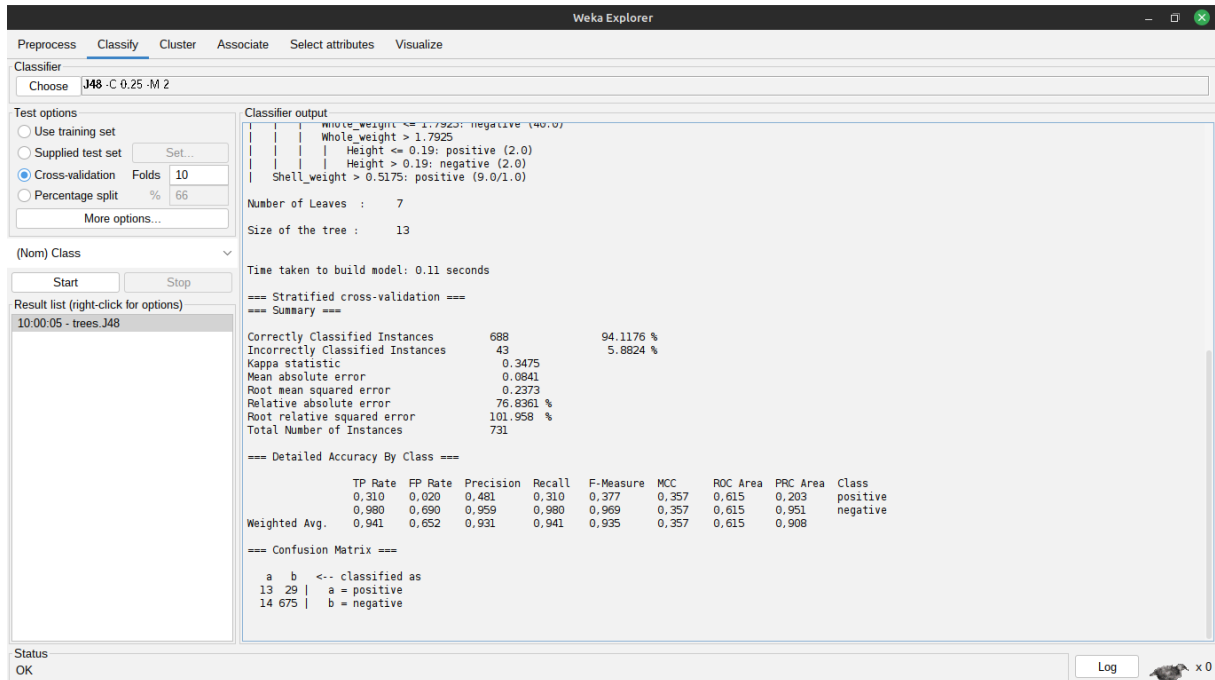 Weka Explorer
Preprocess Classify Cluster Associate Select attributes Visualize
Classifier
Choose J48 -C 0.25 -M 2
Test options
Use training set
Supplied test set Set...
Cross-validation Folds 10
Percentage split % 66
More options...
(Nom) Class
Start Stop
Result list (right-click for options)
10:00:05 - trees.J48
Classifier output
| | | Whole_weight <= 1.7925: negative (40.0)
| | | Whole_weight > 1.7925
| | | | Height <= 0.19: positive (2.0)
| | | | Height > 0.19: negative (2.0)
| Shell_weight > 0.5175: positive (9.0/1.0)
Number of Leaves : 7
Size of the tree : 13
Time taken to build model: 0.11 seconds
=== Stratified cross-validation ===
=== Summary ===
Correctly Classified Instances 688 94.1176 %
Incorrectly Classified Instances 43 5.8824 %
Kappa statistic 0.3475
Mean absolute error 0.0841
Root mean squared error 0.2373
Relative absolute error 76.8361 %
Root relative squared error 101.958 %
Total Number of Instances 731
=== Detailed Accuracy By Class ===
TP Rate FP Rate Precision Recall F-Measure MCC ROC Area PRC Area Class
0,310 0,020 0,481 0,310 0,377 0,357 0,615 0,203 positive
0,980 0,690 0,959 0,980 0,969 0,357 0,615 0,951 negative
Weighted Avg. 0,941 0,652 0,931 0,941 0,935 0,357 0,615 0,908
=== Confusion Matrix ===
a b <-- classified as
13 29 | a = positive
14 675 | b = negative
Status
OK
Log x 0